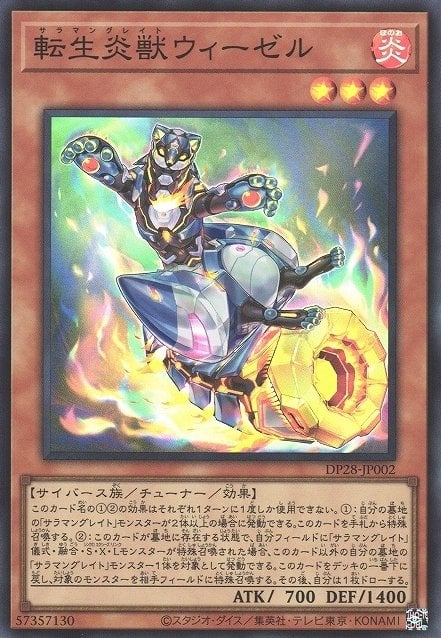 サラマングレイト
転生炎獣ウィーゼル
ほのお
炎
DP28-JP002
【サイバース族／チューナー／効果】
このカード名の①②の効果はそれぞれ１ターンに１度しか使用できない。①：自分の墓地
の「サラマングレイト」モンスターが２体以上の場合に発動できる。このカードを手札から特殊
召喚する。②：このカードが墓地に存在する状態で、自分フィールドに「サラマングレイト」
儀式・融合・S・X・Lモンスターが特殊召喚された場合、このカード以外の自分の墓地の
「サラマングレイト」モンスター１体を対象として発動できる。このカードをデッキの一番下に
戻し、対象のモンスターを相手フィールドに特殊召喚する。その後、自分は１枚ドローする。
ATK/ 700 DEF/1400
57357130
©スタジオ・ダイス／集英社・テレビ東京・KONAMI